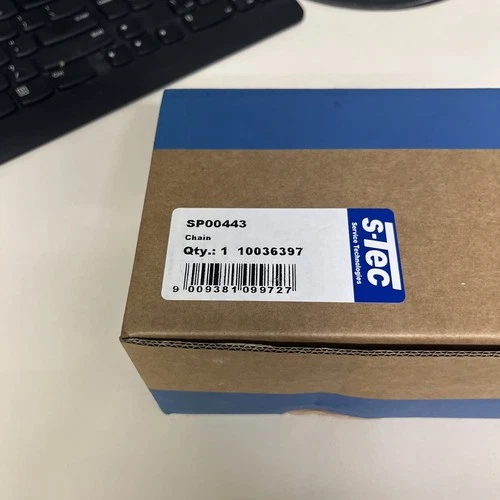 SP00443
Chain
Qty.: 1 10036397
9 009381 099727
s-Tec
Service Technologies